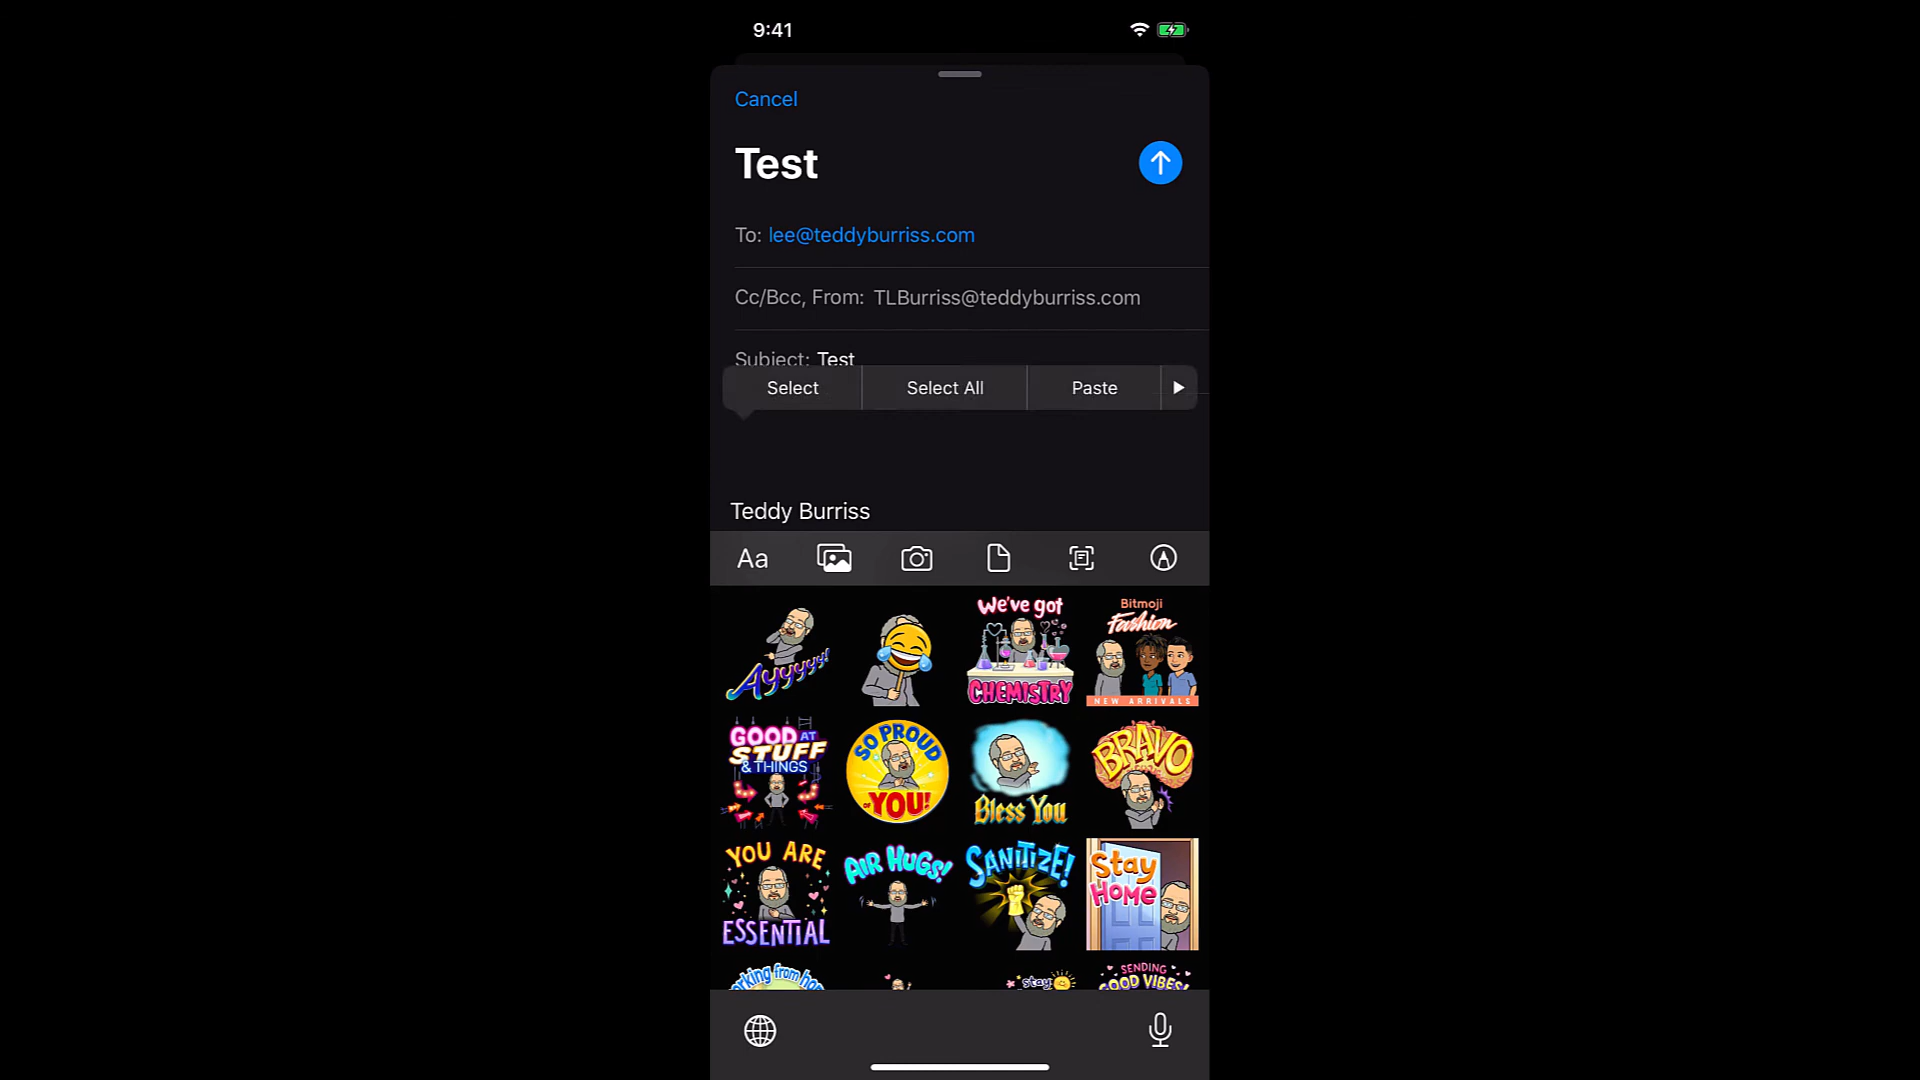 9:41
Cancel
Test
To: lee@teddyburriss.com
Cc/Bcc, From: TLBurriss@teddyburriss.com
Subject: Test
Select Select All Paste
Teddy Burriss
Aa
Ayyyyy!
We've got
CHEMISTRY
Bitmoji
Fashion
NEW ARRIVALS
GOOD AT
STUFF
& THINGS
SO PROUD
OF YOU!
Bless You
BRAVO
YOU ARE
ESSENTIAL
AIR HUGS!
SANITIZE!
Stay
HOME
stay
SENDING
GOOD VIBES!